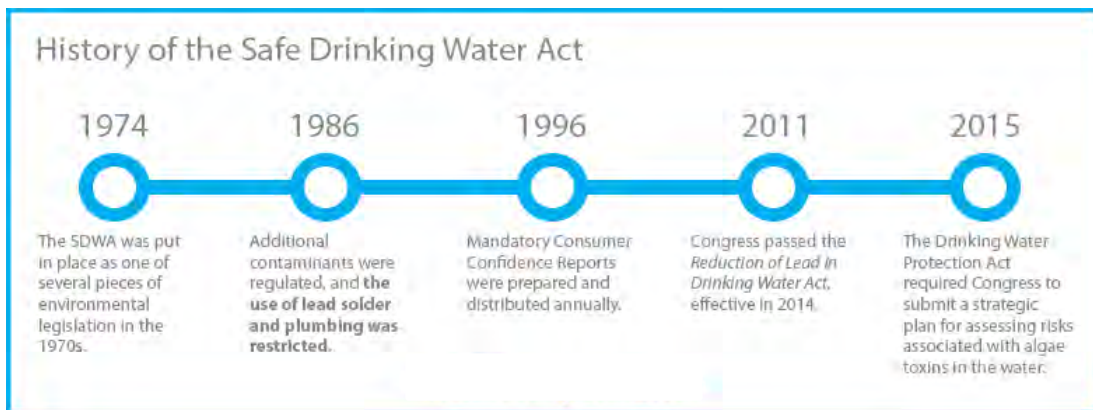 History of the Safe Drinking Water Act
1974
1986
1996
2011
2015
The SDWA was put
in place as one of
several pieces of
environmental
legislation in the
1970s.
Additional
contaminants were
regulated, and the
use of lead solder
and plumbing was
restricted.
Mandatory Consumer
Confidence Reports
were prepared and
distributed annually.
Congress passed the
Reduction of Lead In
Drinking Water Act,
effective in 2014.
The Drinking Water
Protection Act
required Congress to
submit a strategic
plan for assessing risks
associated with algae
toxins in the water.